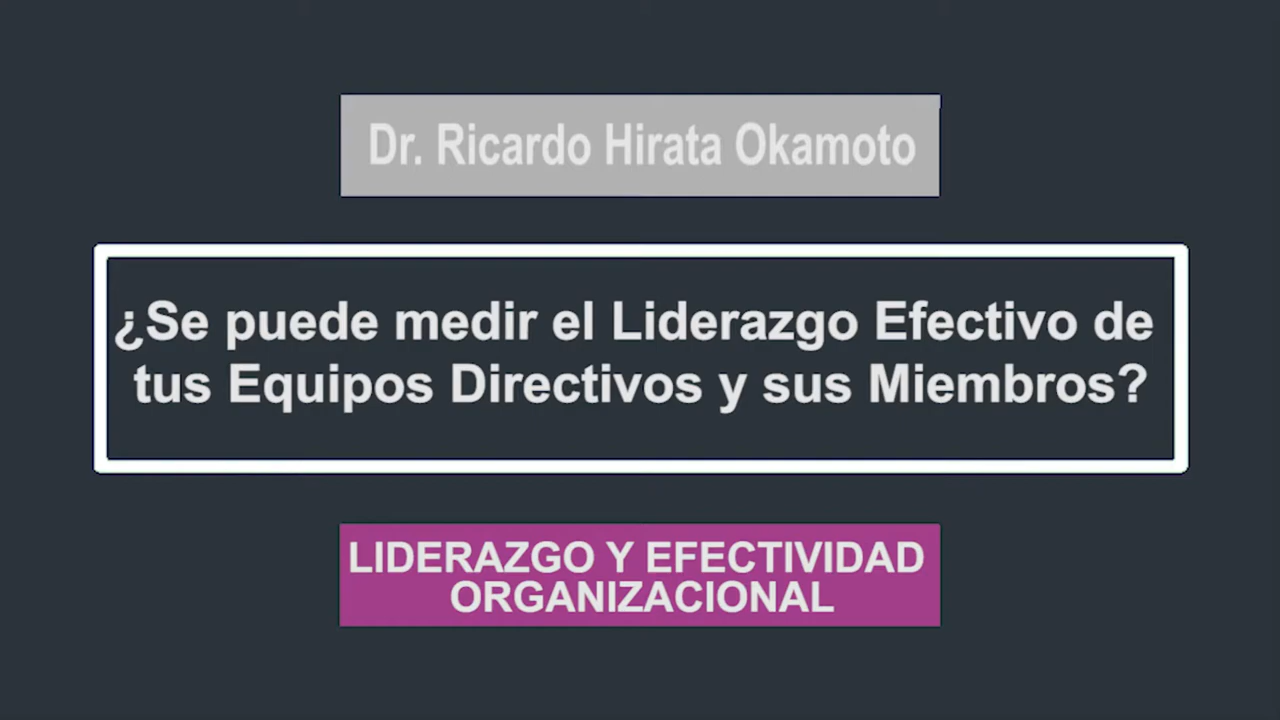 Dr. Ricardo Hirata Okamoto
¿Se puede medir el Liderazgo Efectivo de
tus Equipos Directivos y sus Miembros?
LIDERAZGO Y EFECTIVIDAD
ORGANIZACIONAL